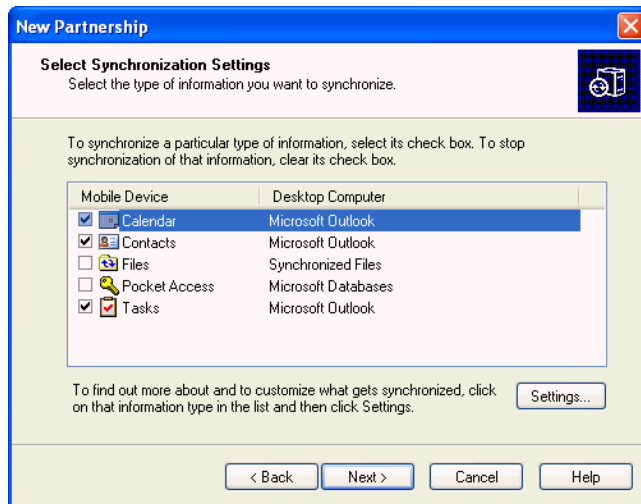 New Partnership
Select Synchronization Settings
Select the type of information you want to synchronize.
To synchronize a particular type of information, select its check box. To stop
synchronization of that information, clear its check box.
Mobile Device Desktop Computer
Calendar Microsoft Outlook
Contacts Microsoft Outlook
Files Synchronized Files
Pocket Access Microsoft Databases
Tasks Microsoft Outlook
To find out more about and to customize what gets synchronized, click
on that information type in the list and then click Settings.
Settings...
< Back Next > Cancel Help